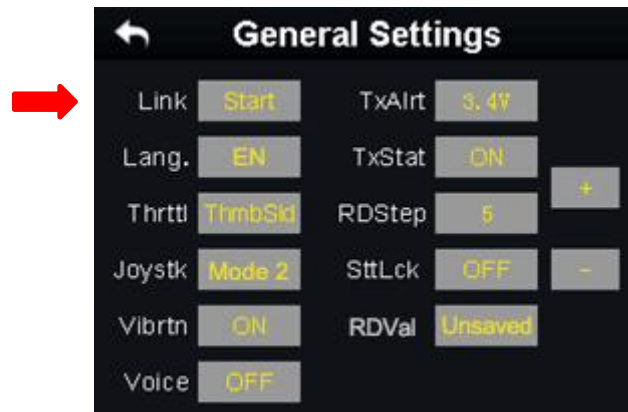 General Settings
Link Start TxAlrt 3.4V
Lang. EN TxStat ON
+
Thrttl ThmbSld RDStep 5
Joystk Mode 2 SttLck OFF -
Vibrtn ON RDVal Unsaved
Voice OFF